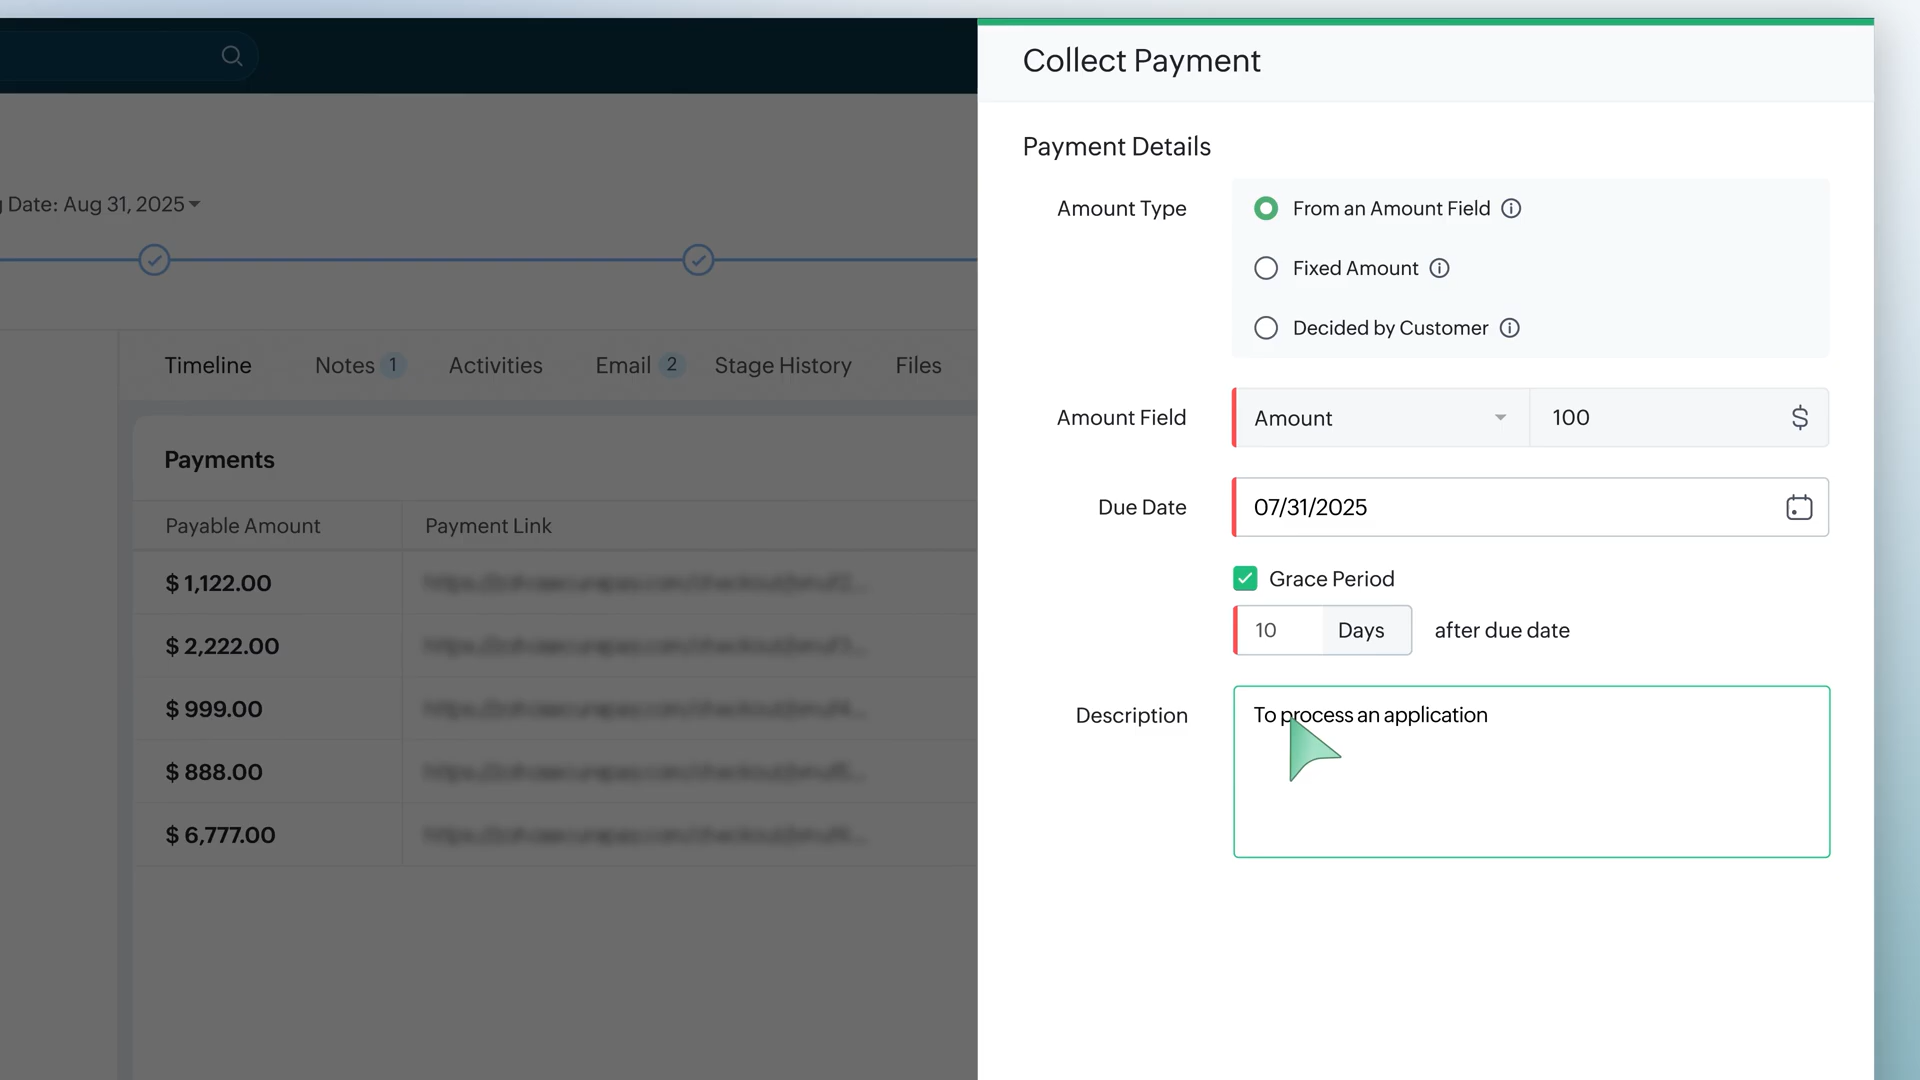 Date: Aug 31, 2025
Timeline
Notes 1
Activities
Email 2
Stage History
Files
Payments
Payable Amount
Payment Link
$ 1,122.00
$ 2,222.00
$ 999.00
$ 888.00
$ 6,777.00
Collect Payment
Payment Details
Amount Type
From an Amount Field
Fixed Amount
Decided by Customer
Amount Field
Amount
100 $
Due Date
07/31/2025
Grace Period
10 Days after due date
Description
To process an application